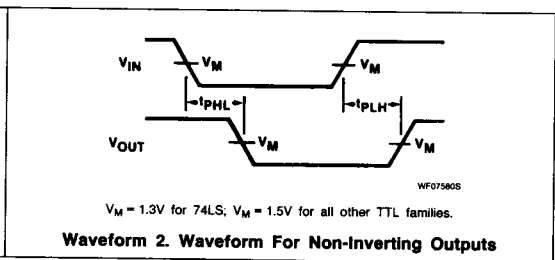 VIN
VM
VM
tPHL
tPLH
VOUT
VM
VM
WF07580S
VM = 1.3V for 74LS; VM = 1.5V for all other TTL families.
Waveform 2. Waveform For Non-Inverting Outputs